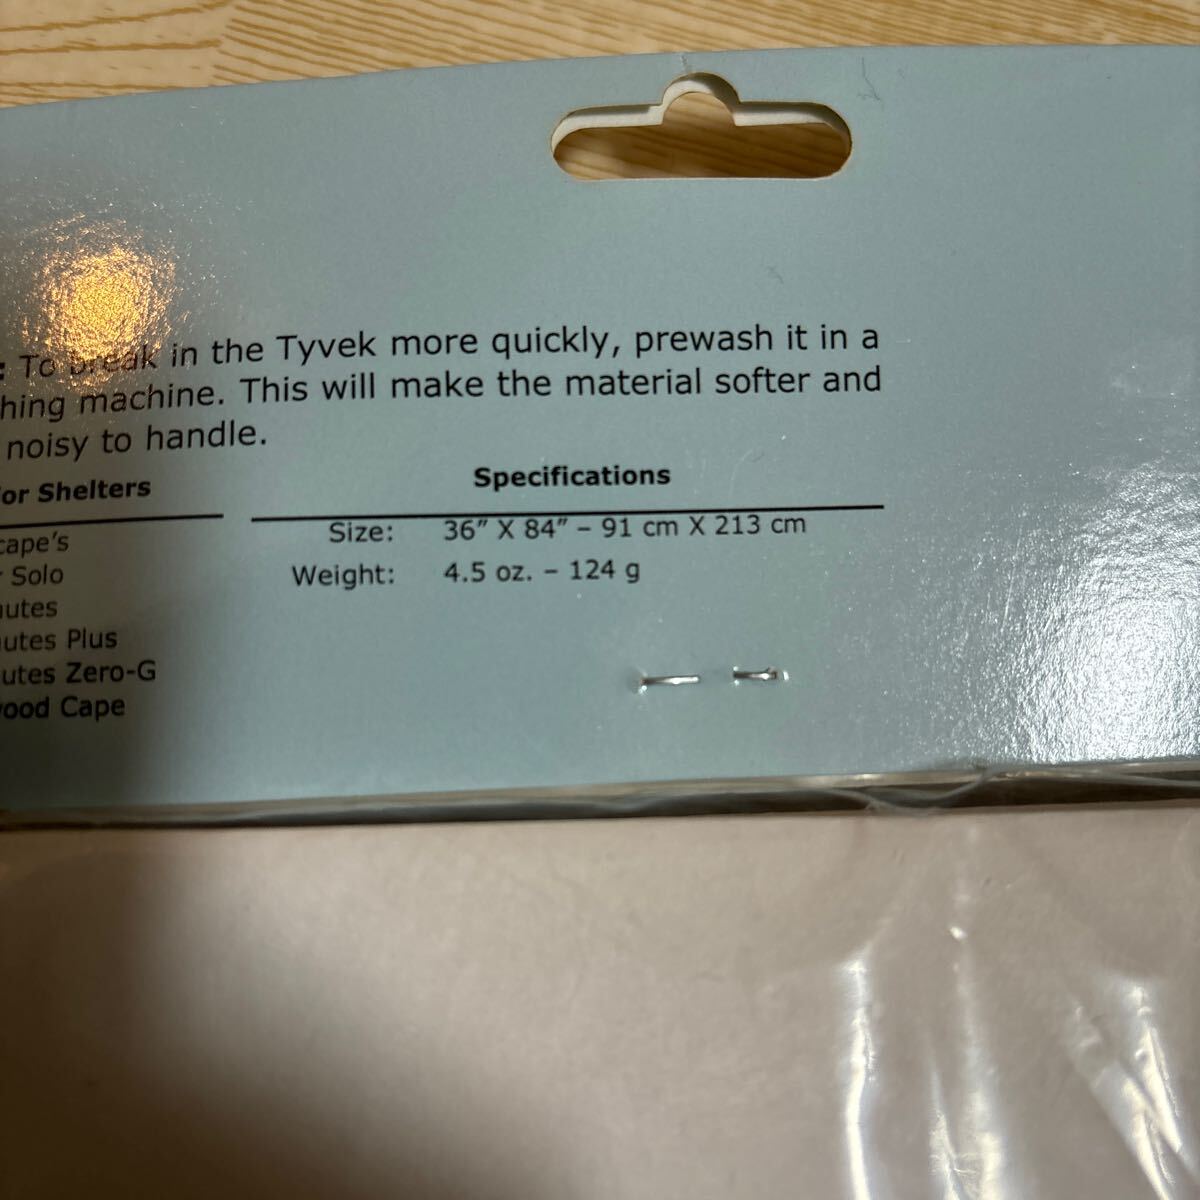 : To break in the Tyvek more quickly, prewash it in a
hing machine. This will make the material softer and
noisy to handle.
or Shelters
cape's
Solo
utes
utes Plus
utes Zero-G
ood Cape
Specifications
Size: 36” X 84” – 91 cm X 213 cm
Weight: 4.5 oz. – 124 g